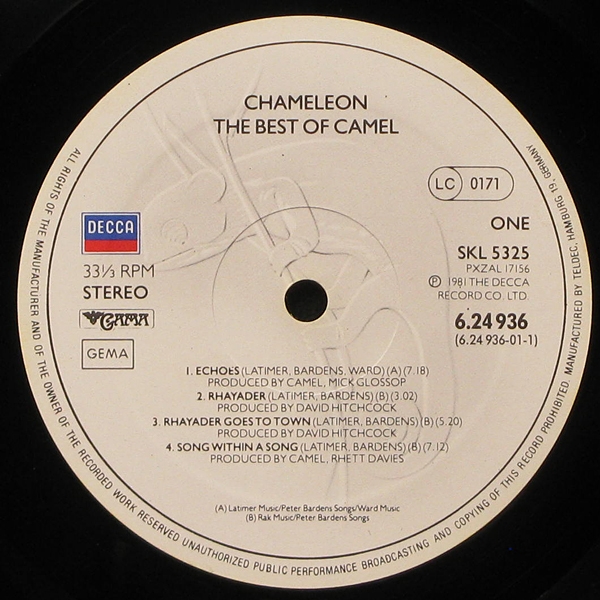 CHAMELEON
THE BEST OF CAMEL
LC 0171
DECCA
33⅓ RPM
STEREO
GAMA
GEMA
ONE
SKL 5325
PXZAL 17156
℗ 1981 THE DECCA
RECORD CO. LTD.
6.24936
(6.24 936-01-1)
1. ECHOES (LATIMER, BARDENS. WARD) (A) (7.18)
PRODUCED BY CAMEL, MICK GLOSSOP
2. RHAYADER (LATIMER, BARDENS) (B) (3.02)
PRODUCED BY DAVID HITCHCOCK
3. RHAYADER GOES TO TOWN (LATIMER, BARDENS) (B) (5.20)
PRODUCED BY DAVID HITCHCOCK
4. SONG WITHIN A SONG (LATIMER, BARDENS) (B) (7.12)
PRODUCED BY CAMEL, RHETT DAVIES
(A) Latimer Music/Peter Bardens Songs/Ward Music
(B) Rak Music/Peter Bardens Songs
ALL RIGHTS OF THE MANUFACTURER AND OF THE OWNER OF THE RECORDED WORK RESERVED UNAUTHORIZED PUBLIC PERFORMANCE BROADCASTING AND COPYING OF THIS RECORD PROHIBITED. MANUFACTURED BY TELDEC, HAMBURG 19, GERMANY